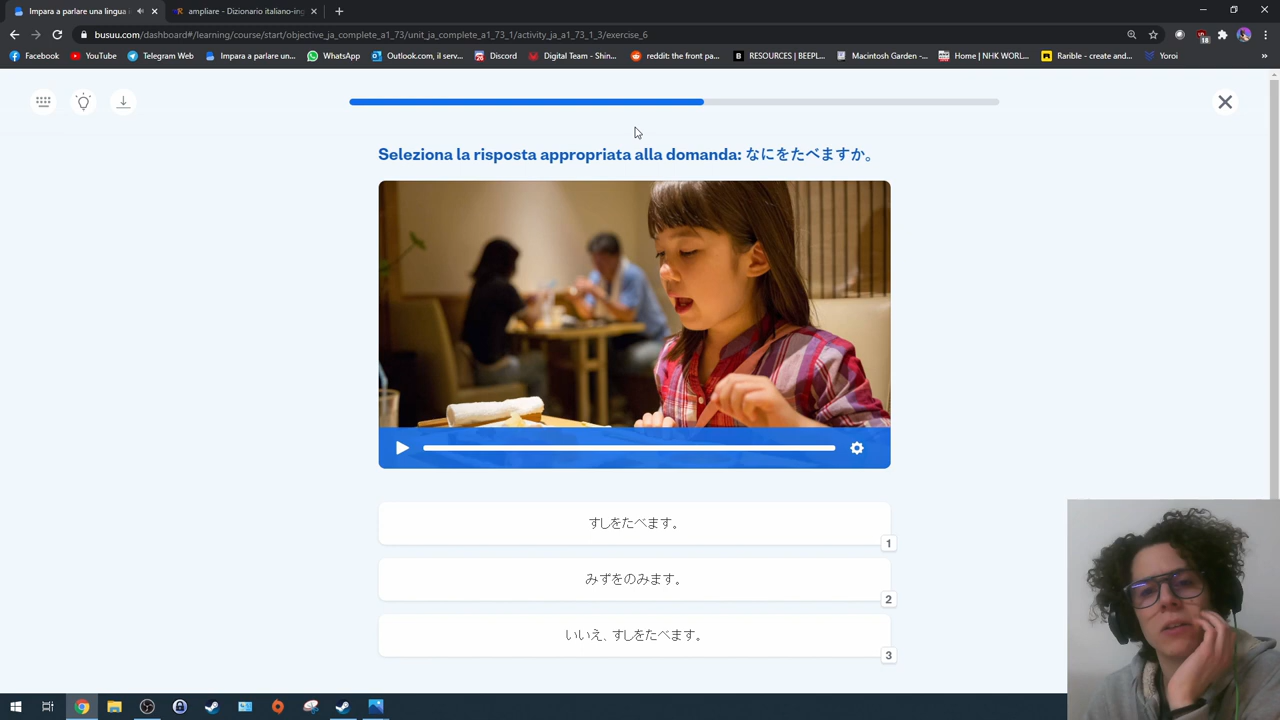 Impara a parlare una lingua
ampliare - Dizionario italiano-ing
busuu.com/dashboard#/learning/course/start/objective_ja_complete_a1_73/unit_ja_complete_a1_73_1/activity_ja_a1_73_1_3/exercise_6
18
Facebook
YouTube
Telegram Web
Impara a parlare un...
WhatsApp
Outlook.com, il serv...
Discord
Digital Team - Shin...
RESOURCES | BEEPL...
Macintosh Garden -...
reddit: the front pa...
Home | NHK WORL...
Rarible - create and...
Yoroi
»
Seleziona la risposta appropriata alla domanda: なにをたべますか。
すしをたべます。
1
みずをのみます。
2
いいえ、すしをたべます。
3